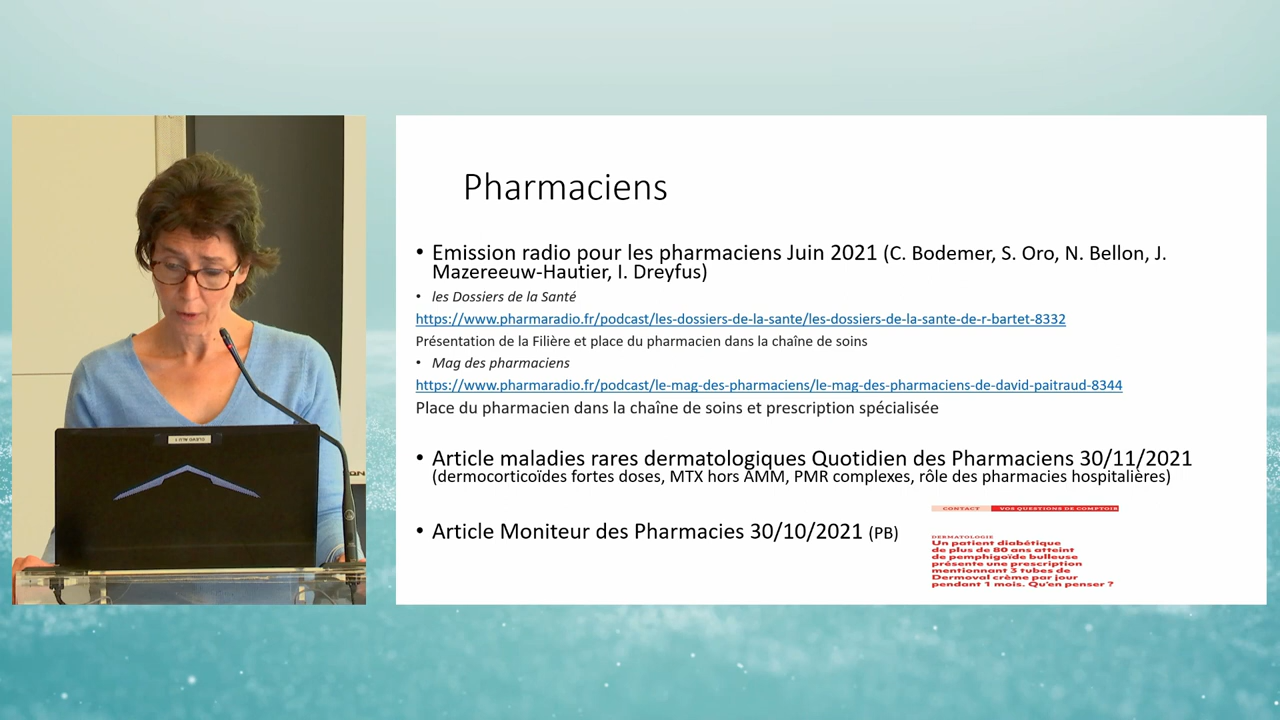 Pharmaciens
• Emission radio pour les pharmaciens Juin 2021 (C. Bodemer, S. Oro, N. Bellon, J.
Mazereeuw-Hautier, I. Dreyfus)
• les Dossiers de la Santé
https://www.pharmaradio.fr/podcast/les-dossiers-de-la-sante/les-dossiers-de-la-sante-de-r-bartet-8332
Présentation de la Filière et place du pharmacien dans la chaîne de soins
• Mag des pharmaciens
https://www.pharmaradio.fr/podcast/le-mag-des-pharmaciens/le-mag-des-pharmaciens-de-david-paitraud-8344
Place du pharmacien dans la chaîne de soins et prescription spécialisée
• Article maladies rares dermatologiques Quotidien des Pharmaciens 30/11/2021
(dermocorticoïdes fortes doses, MTX hors AMM, PMR complexes, rôle des pharmacies hospitalières)
• Article Moniteur des Pharmacies 30/10/2021 (PB)
CONTACT VOS QUESTIONS DE COMPTOIR
DERMATOLOGIE
Un patient diabétique
de plus de 80 ans atteint
de pemphigoïde bulleuse
présente une prescription
mentionnant 3 tubes de
Dermoval crème par jour
pendant 1 mois. Qu'en penser ?